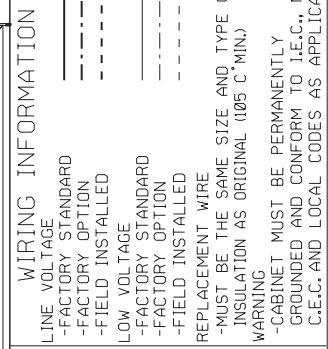 WIRING INFORMATION
LINE VOLTAGE
-FACTORY STANDARD
-FACTORY OPTION
-FIELD INSTALLED
LOW VOLTAGE
-FACTORY STANDARD
-FACTORY OPTION
-FIELD INSTALLED
REPLACEMENT WIRE
-MUST BE THE SAME SIZE AND TYPE
INSULATION AS ORIGINAL (105 C°MIN.)
WARNING
-CABINET MUST BE PERMANENTLY
GROUNDED AND CONFORM TO I.E.C.,
C.E.C. AND LOCAL CODES AS